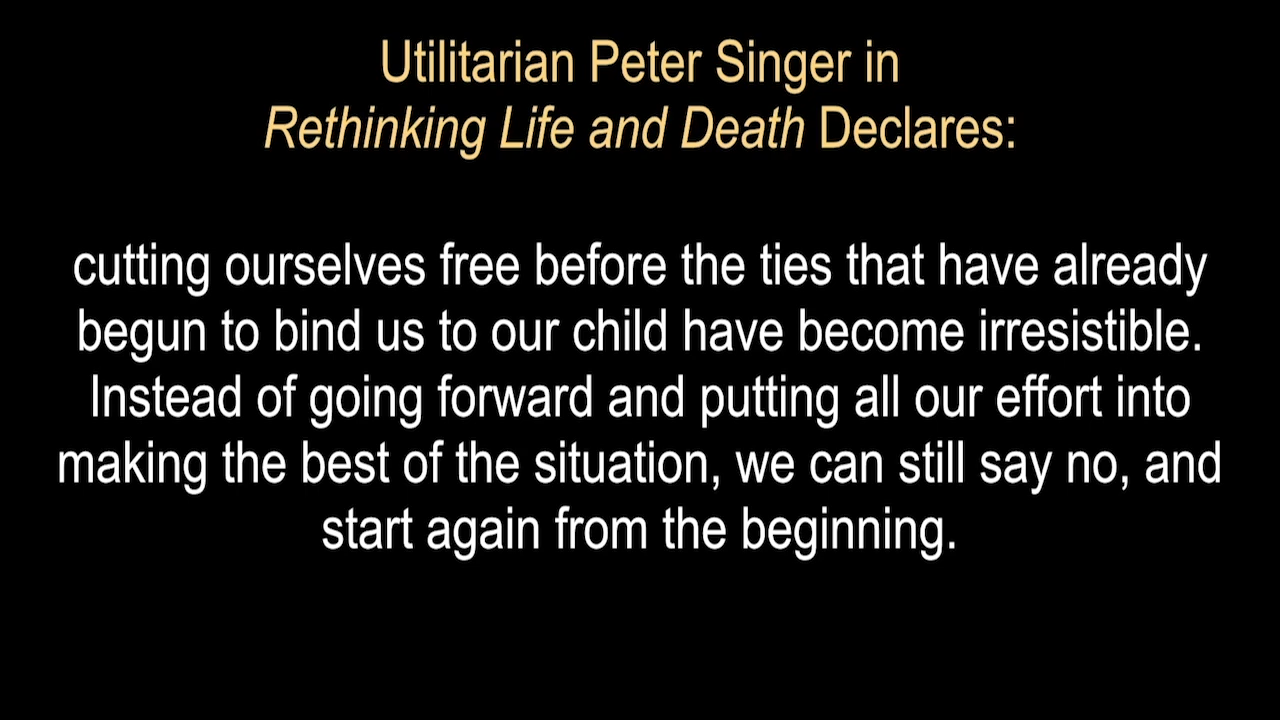 Utilitarian Peter Singer in
Rethinking Life and Death Declares:
cutting ourselves free before the ties that have already
begun to bind us to our child have become irresistible.
Instead of going forward and putting all our effort into
making the best of the situation, we can still say no, and
start again from the beginning.